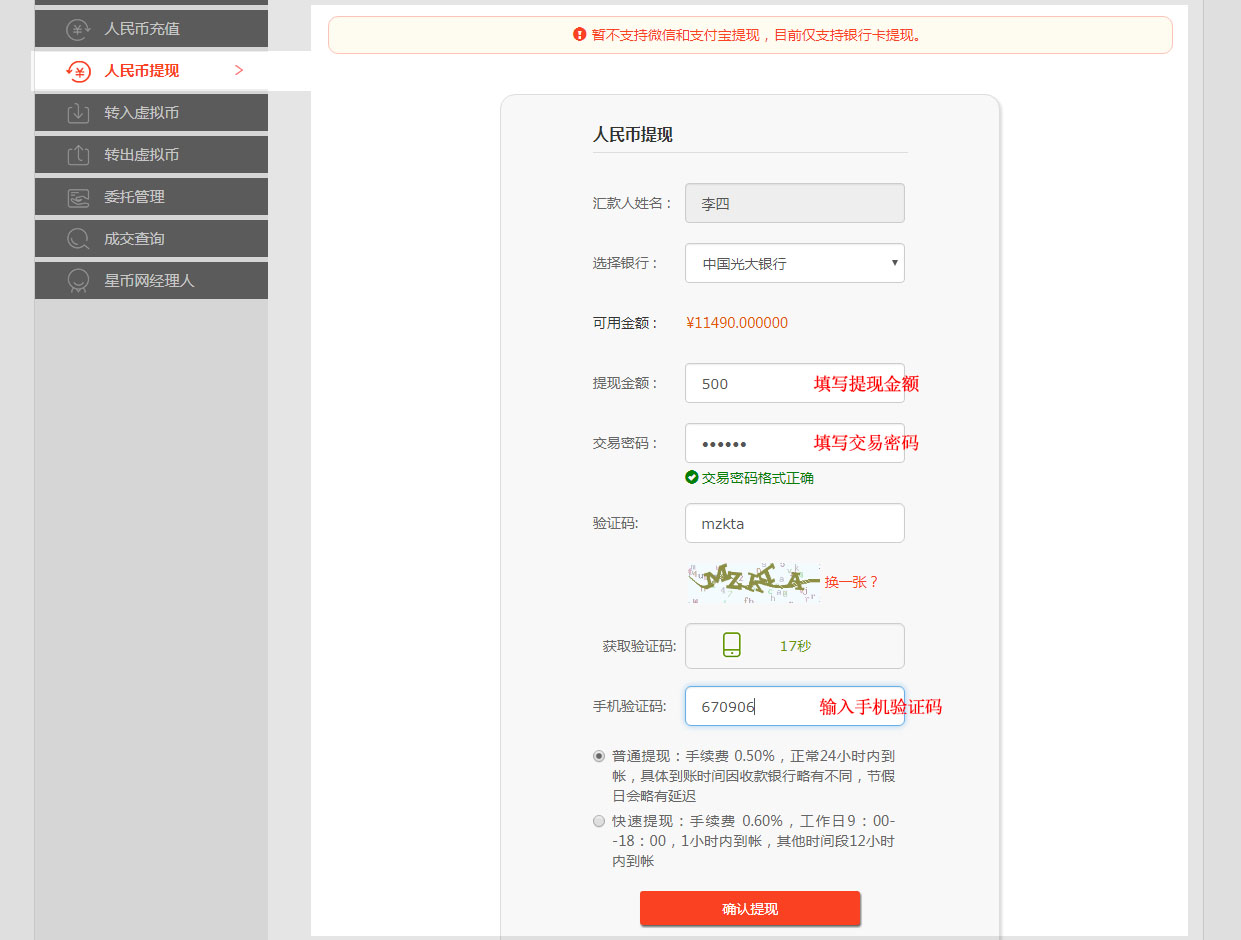 人民币充值
人民币提现 >
转入虚拟币
转出虚拟币
委托管理
成交查询
星币网经理人
暂不支持微信和支付宝提现，目前仅支持银行卡提现。
人民币提现
汇款人姓名： 李四
选择银行： 中国光大银行
可用金额： ¥11490.000000
提现金额： 500 填写提现金额
交易密码： •••••• 填写交易密码
交易密码格式正确
验证码: mzkta
MZKTA 换一张？
获取验证码: 17秒
手机验证码: 670906 输入手机验证码
普通提现：手续费 0.50%，正常24小时内到
帐，具体到账时间因收款银行略有不同，节假
日会略有延迟
快速提现：手续费 0.60%，工作日9：00-
-18：00，1小时内到帐，其他时间段12小时
内到帐
确认提现